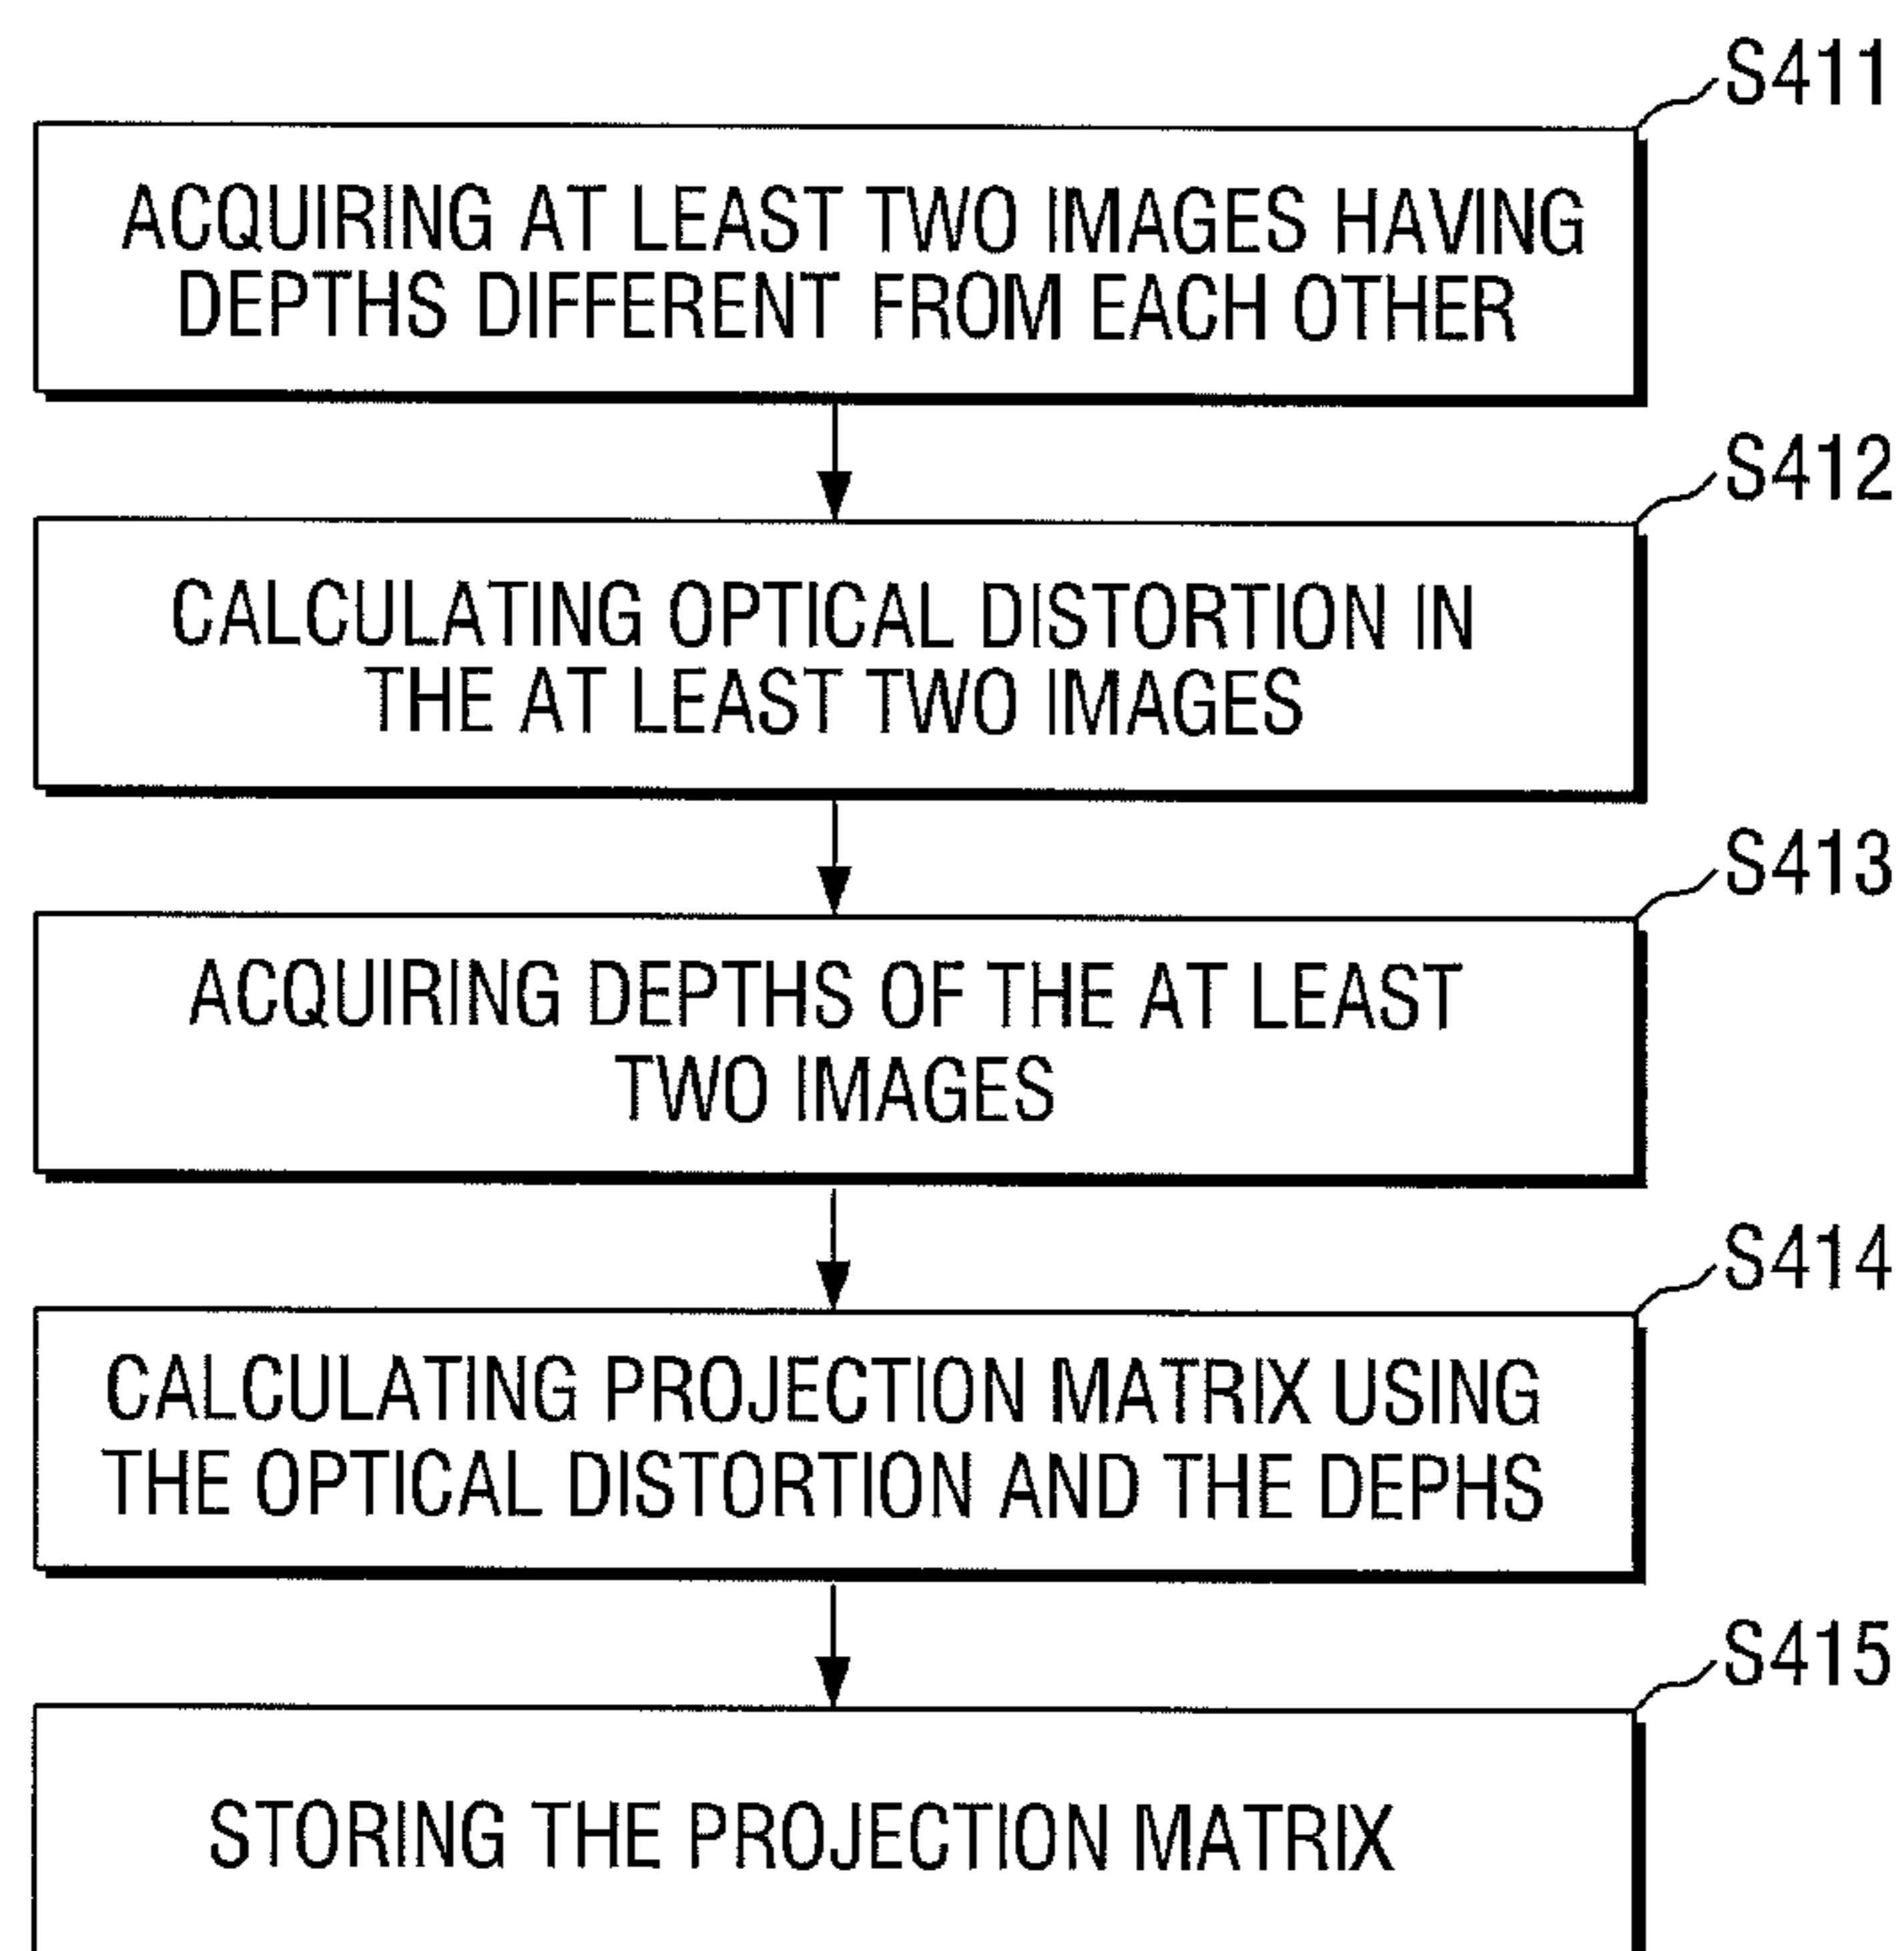 S411
ACQUIRING AT LEAST TWO IMAGES HAVING
DEPTHS DIFFERENT FROM EACH OTHER
S412
CALCULATING OPTICAL DISTORTION IN
THE AT LEAST TWO IMAGES
S413
ACQUIRING DEPTHS OF THE AT LEAST
TWO IMAGES
S414
CALCULATING PROJECTION MATRIX USING
THE OPTICAL DISTORTION AND THE DEPHS
S415
STORING THE PROJECTION MATRIX